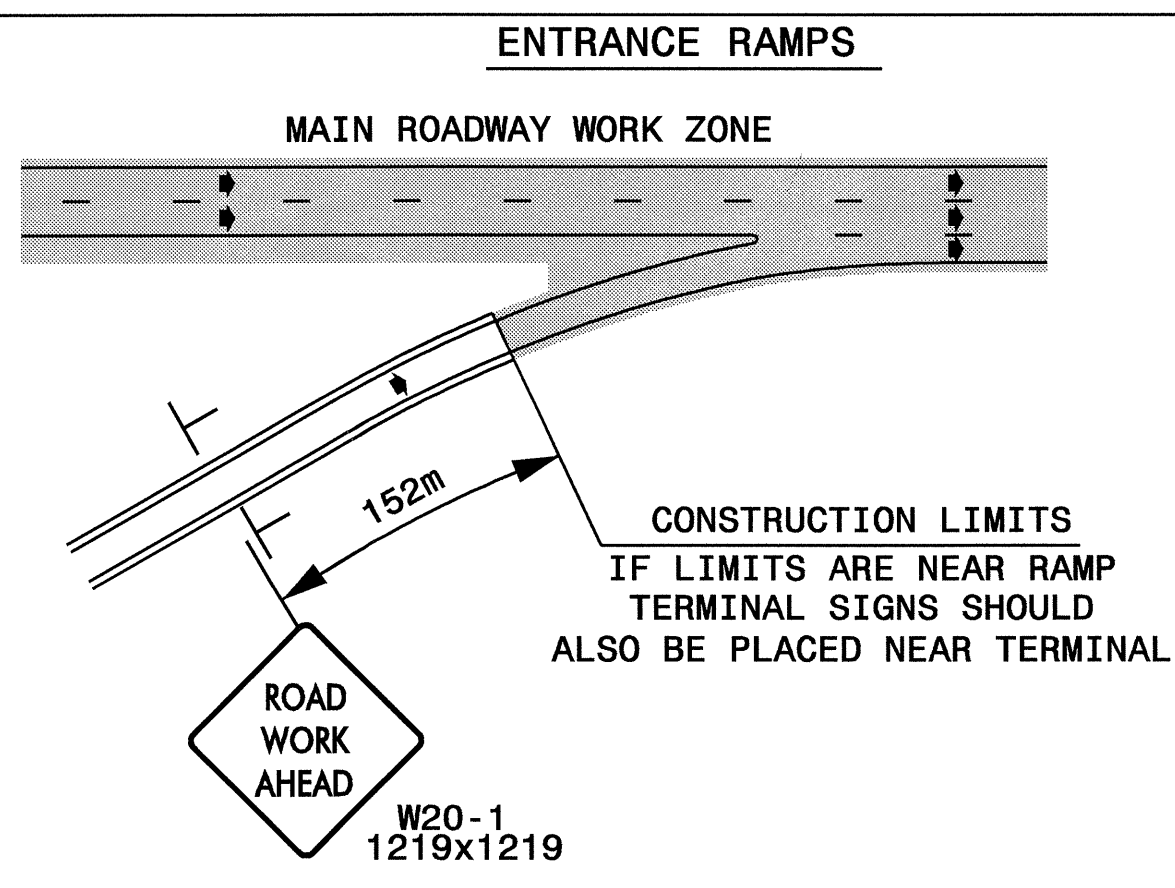 ENTRANCE RAMPS
MAIN ROADWAY WORK ZONE
152m
CONSTRUCTION LIMITS
IF LIMITS ARE NEAR RAMP
TERMINAL SIGNS SHOULD
ALSO BE PLACED NEAR TERMINAL
ROAD
WORK
AHEAD
W20-1
1219x1219